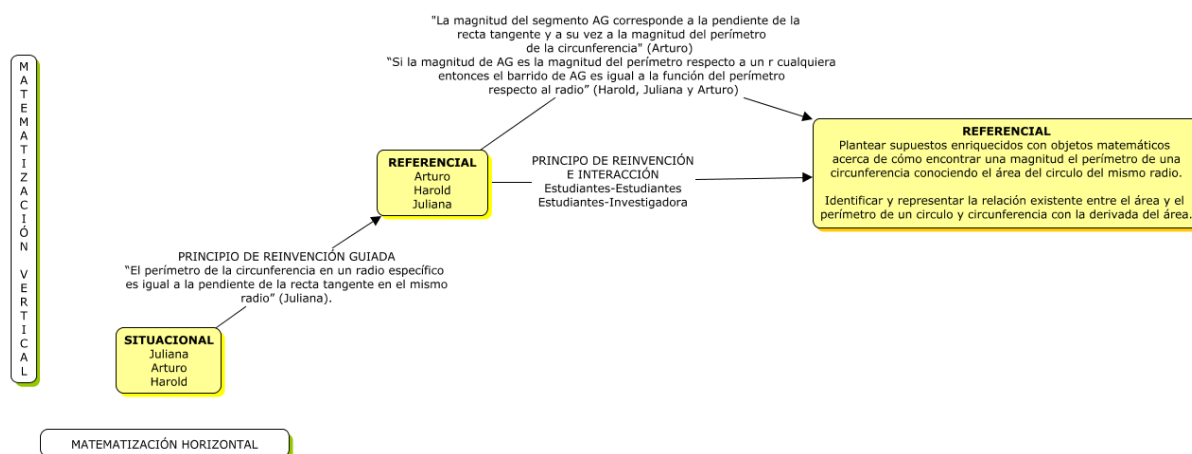 "La magnitud del segmento AG corresponde a la pendiente de la
recta tangente y a su vez a la magnitud del perímetro
de la circunferencia" (Arturo)
"Si la magnitud de AG es la magnitud del perímetro respecto a un r cualquiera
entonces el barrido de AG es igual a la función del perímetro
respecto al radio" (Harold, Juliana y Arturo)
MATEMATIZACIÓN VERTICAL
REFERENCIAL
Arturo
Harold
Juliana
PRINCIPO DE REINVENCIÓN
E INTERACCIÓN
Estudiantes-Estudiantes
Estudiantes-Investigadora
REFERENCIAL
Plantear supuestos enriquecidos con objetos matemáticos
acerca de cómo encontrar una magnitud el perímetro de una
circunferencia conociendo el área del circulo del mismo radio.
Identificar y representar la relación existente entre el área y el
perímetro de un circulo y circunferencia con la derivada del área.
PRINCIPIO DE REINVENCIÓN GUIADA
"El perímetro de la circunferencia en un radio específico
es igual a la pendiente de la recta tangente en el mismo
radio" (Juliana).
SITUACIONAL
Juliana
Arturo
Harold
MATEMATIZACIÓN HORIZONTAL